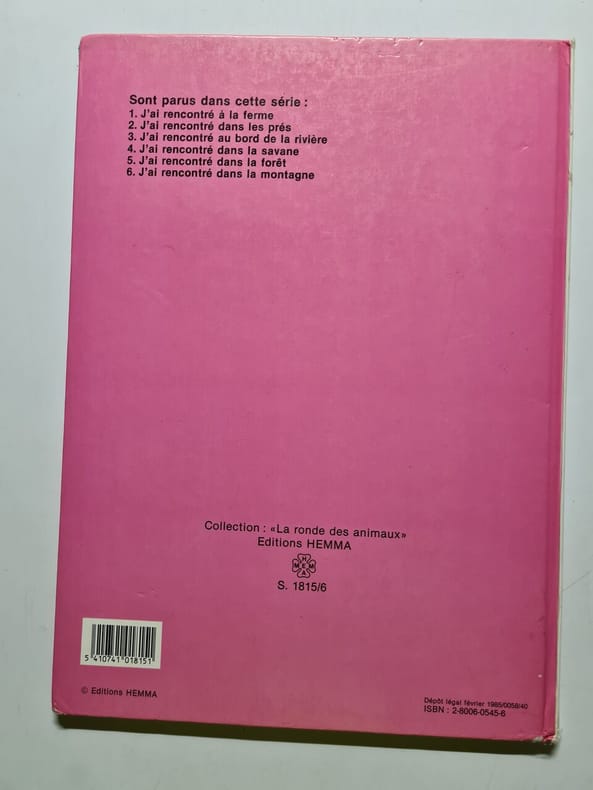 Sont parus dans cette série :
1. J'ai rencontré à la ferme
2. J'ai rencontré dans les prés
3. J'ai rencontré au bord de la rivière
4. J'ai rencontré dans la savane
5. J'ai rencontré dans la forêt
6. J'ai rencontré dans la montagne
Collection : «La ronde des animaux»
Editions HEMMA
HEMMA
S. 1815/6
5 410741 018151
© Editions HEMMA
Dépôt légal février 1985/0058/40
ISBN : 2-8006-0545-6